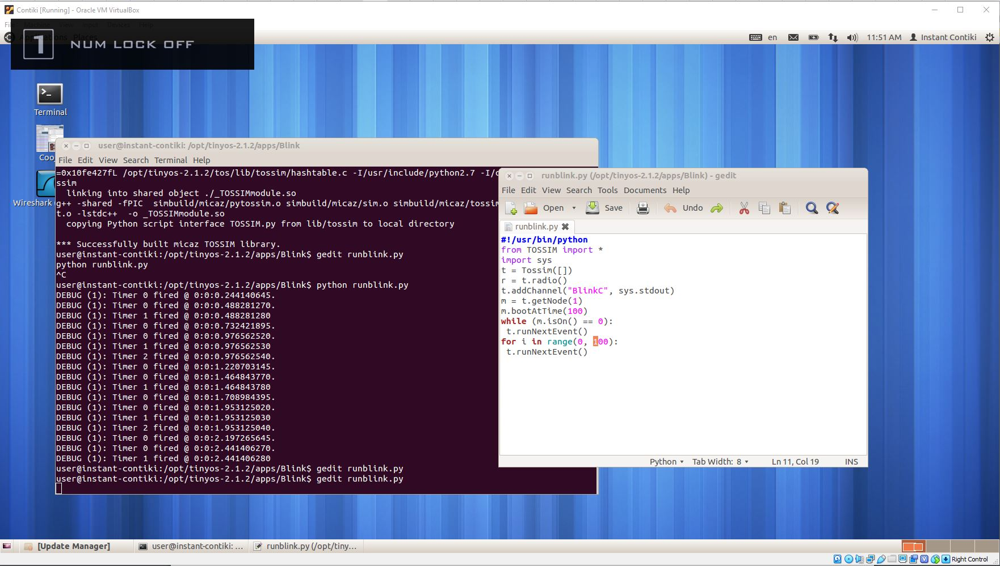 Contiki [Running] - Oracle VM VirtualBox
File Machine View Input Devices Help
Applications Places
1 NUM LOCK OFF
en 11:51 AM Instant Contiki
Terminal
Coo
Wireshark
user@instant-contiki: /opt/tinyos-2.1.2/apps/Blink
File Edit View Search Terminal Help
=0x10fe427fL /opt/tinyos-2.1.2/tos/lib/tossim/hashtable.c -I/usr/include/python2.7 -I/
ssim
  linking into shared object ./_TOSSIMmodule.so
g++ -shared -fPIC  simbuild/micaz/pytossim.o simbuild/micaz/sim.o simbuild/micaz/tossim
t.o -lstdc++  -o _TOSSIMmodule.so
  copying Python script interface TOSSIM.py from lib/tossim to local directory
*** Successfully built micaz TOSSIM library.
user@instant-contiki:/opt/tinyos-2.1.2/apps/Blink$ gedit runblink.py
python runblink.py
^C
user@instant-contiki:/opt/tinyos-2.1.2/apps/Blink$ python runblink.py
DEBUG (1): Timer 0 fired @ 0:0:0.244140645.
DEBUG (1): Timer 0 fired @ 0:0:0.488281270.
DEBUG (1): Timer 1 fired @ 0:0:0.488281280
DEBUG (1): Timer 0 fired @ 0:0:0.732421895.
DEBUG (1): Timer 0 fired @ 0:0:0.976562520.
DEBUG (1): Timer 1 fired @ 0:0:0.976562530
DEBUG (1): Timer 2 fired @ 0:0:0.976562540.
DEBUG (1): Timer 0 fired @ 0:0:1.220703145.
DEBUG (1): Timer 0 fired @ 0:0:1.464843770.
DEBUG (1): Timer 1 fired @ 0:0:1.464843780
DEBUG (1): Timer 0 fired @ 0:0:1.708984395.
DEBUG (1): Timer 0 fired @ 0:0:1.953125020.
DEBUG (1): Timer 1 fired @ 0:0:1.953125030
DEBUG (1): Timer 2 fired @ 0:0:1.953125040.
DEBUG (1): Timer 0 fired @ 0:0:2.197265645.
DEBUG (1): Timer 0 fired @ 0:0:2.441406270.
DEBUG (1): Timer 1 fired @ 0:0:2.441406280
user@instant-contiki:/opt/tinyos-2.1.2/apps/Blink$ gedit runblink.py
user@instant-contiki:/opt/tinyos-2.1.2/apps/Blink$ gedit runblink.py
runblink.py (/opt/tinyos-2.1.2/apps/Blink) - gedit
File Edit View Search Tools Documents Help
Open Save Undo
runblink.py
#!/usr/bin/python
from TOSSIM import *
import sys
t = Tossim([])
r = t.radio()
t.addChannel("BlinkC", sys.stdout)
m = t.getNode(1)
m.bootAtTime(100)
while (m.isOn() == 0):
 t.runNextEvent()
for i in range(0, 100):
 t.runNextEvent()
Python Tab Width: 8 Ln 11, Col 19 INS
[Update Manager] user@instant-contiki: ... runblink.py (/opt/tiny...
Right Control